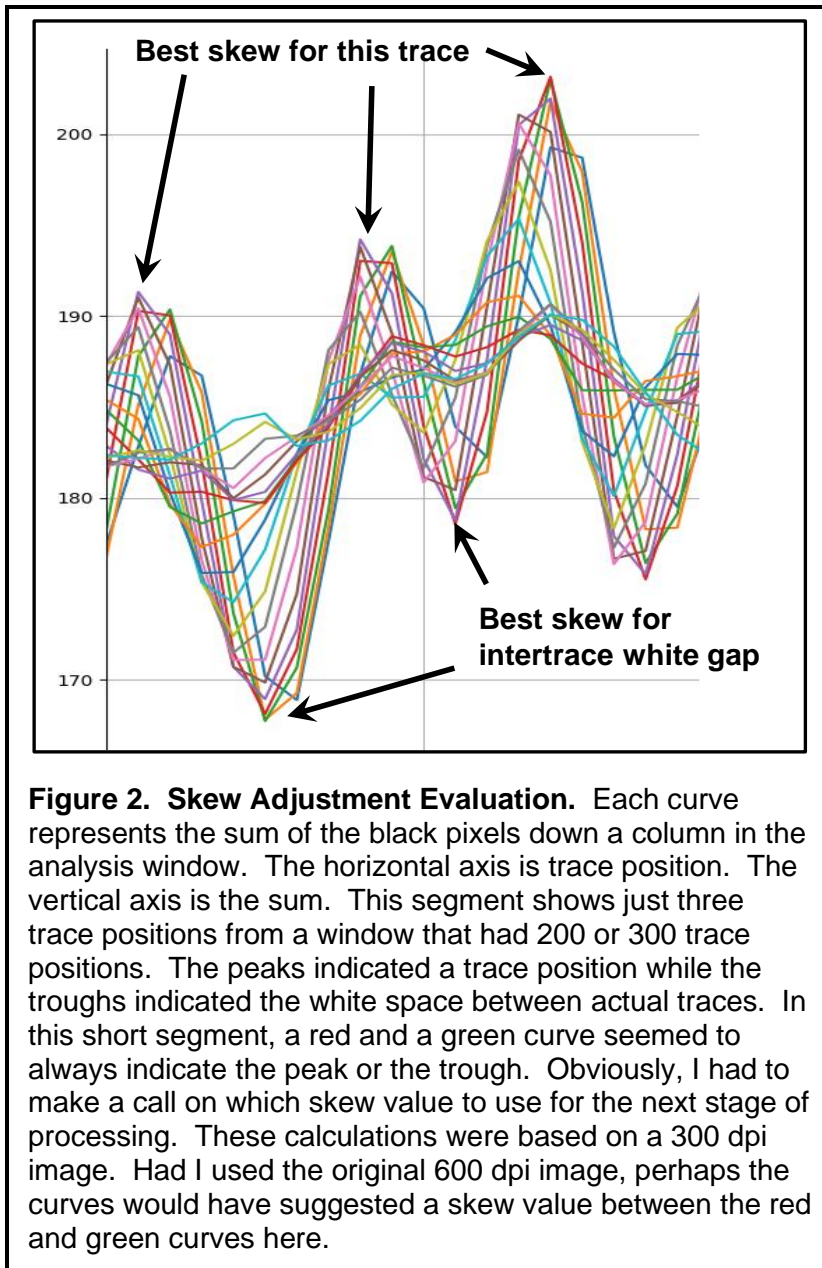 Best skew for this trace
200
190
180
170
Best skew for
intertrace white gap
Figure 2. Skew Adjustment Evaluation. Each curve
represents the sum of the black pixels down a column in the
analysis window. The horizontal axis is trace position. The
vertical axis is the sum. This segment shows just three
trace positions from a window that had 200 or 300 trace
positions. The peaks indicated a trace position while the
troughs indicated the white space between actual traces. In
this short segment, a red and a green curve seemed to
always indicate the peak or the trough. Obviously, I had to
make a call on which skew value to use for the next stage of
processing. These calculations were based on a 300 dpi
image. Had I used the original 600 dpi image, perhaps the
curves would have suggested a skew value between the red
and green curves here.